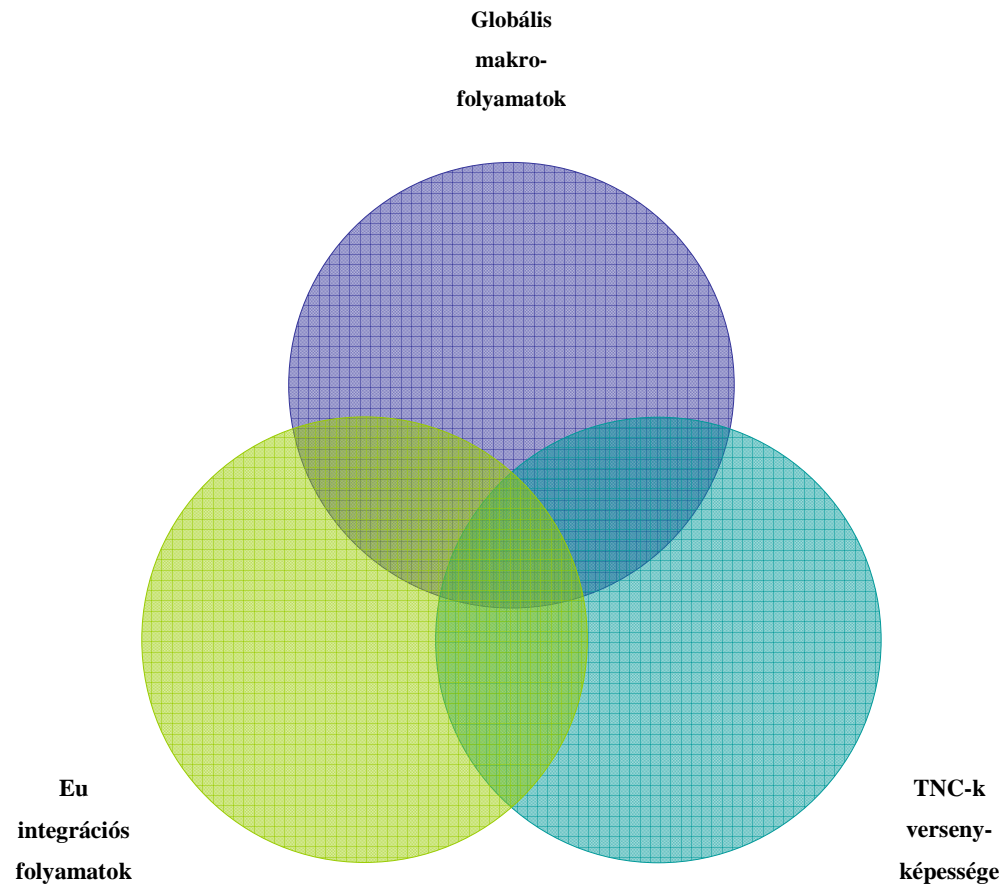 Globális
makro-
folyamatok
Eu
integrációs
folyamatok
TNC-k
verseny-
képessége